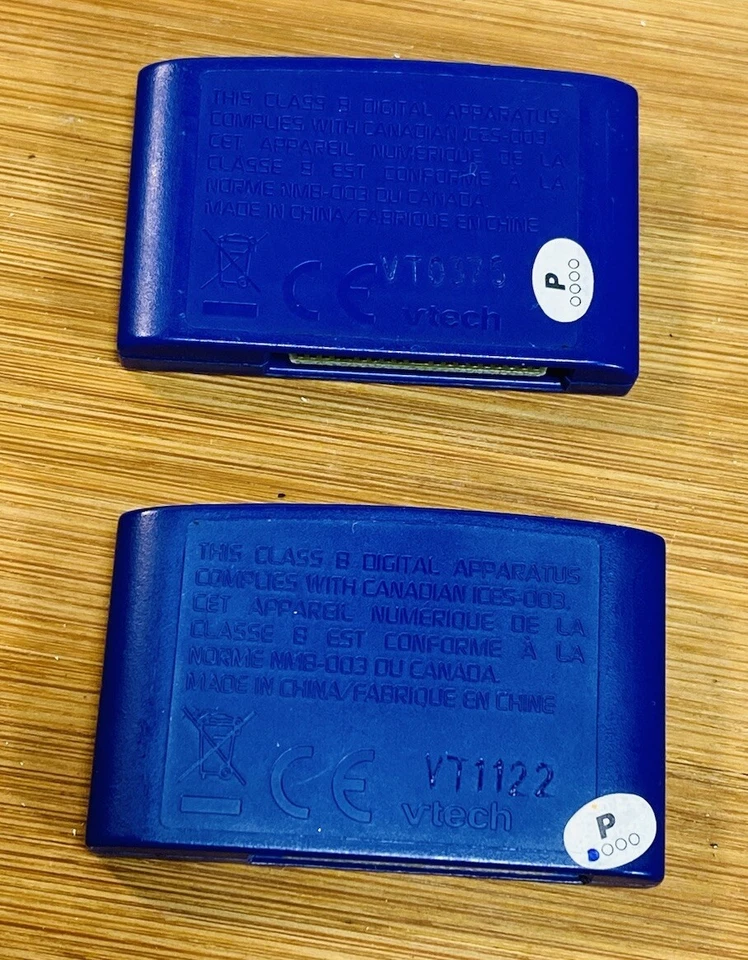 THIS CLASS B DIGITAL APPARATUS
COMPLIES WITH CANADIAN ICES-003.
CET APPAREIL NUMÉRIQUE DE LA
CLASSE B EST CONFORME À LA
NORME NMB-003 DU CANADA.
MADE IN CHINA/FABRIQUE EN CHINE
CE
vtech
P
THIS CLASS B DIGITAL APPARATUS
COMPLIES WITH CANADIAN ICES-003.
CET APPAREIL NUMÉRIQUE DE LA
CLASSE B EST CONFORME À LA
NORME NMB-003 DU CANADA.
MADE IN CHINA/FABRIQUE EN CHINE
CE
VT1122
vtech
P